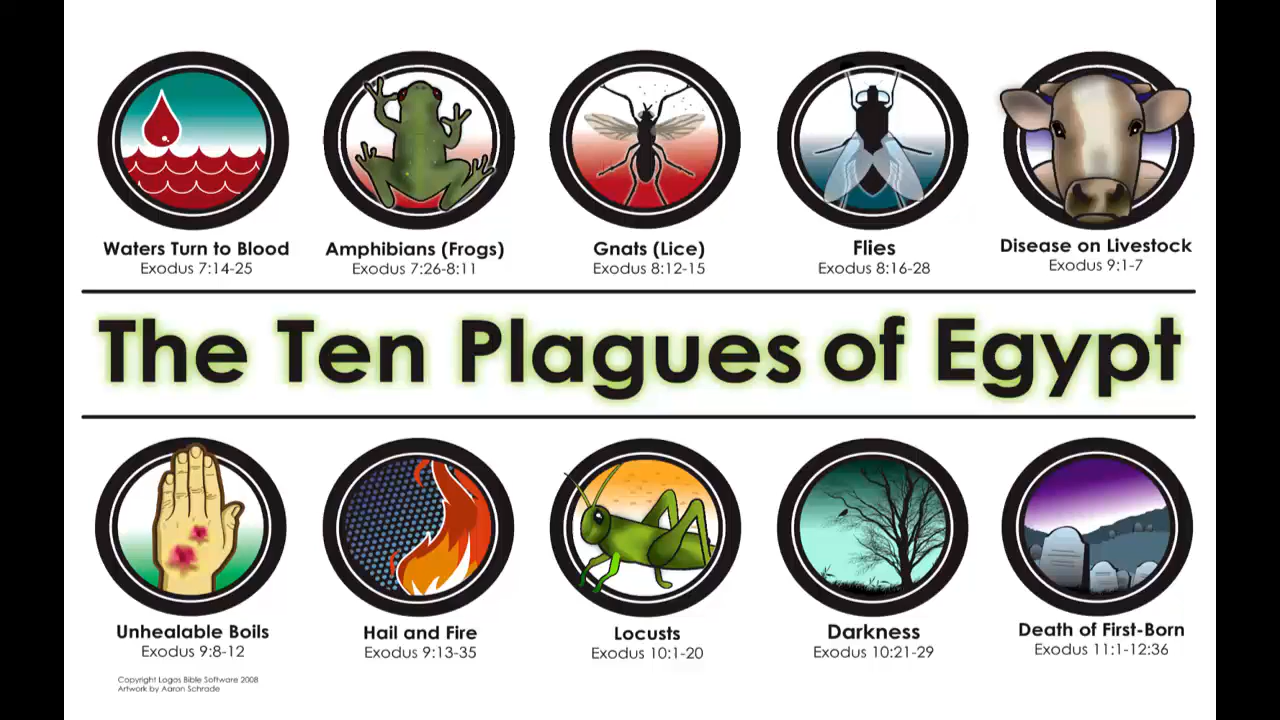 Waters Turn to Blood
Exodus 7:14-25
Amphibians (Frogs)
Exodus 7:26-8:11
Gnats (Lice)
Exodus 8:12-15
Flies
Exodus 8:16-28
Disease on Livestock
Exodus 9:1-7
The Ten Plagues of Egypt
Unhealable Boils
Exodus 9:8-12
Hail and Fire
Exodus 9:13-35
Locusts
Exodus 10:1-20
Darkness
Exodus 10:21-29
Death of First-Born
Exodus 11:1-12:36
Copyright Logos Bible Software 2008
Artwork by Aaron Schrade